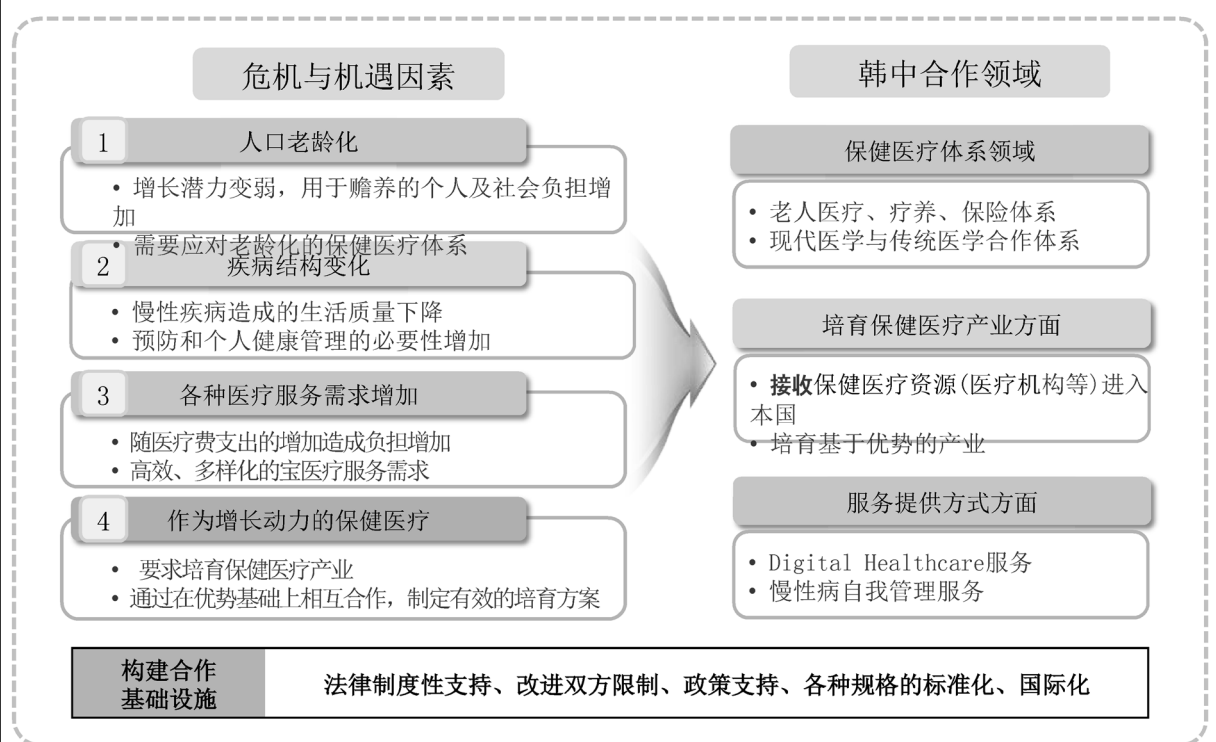 危机与机遇因素
1 人口老龄化
• 增长潜力变弱，用于赡养的个人及社会负担增
加
• 需要应对老龄化的保健医疗体系
2 疾病结构变化
• 慢性疾病造成的生活质量下降
• 预防和个人健康管理的必要性增加
3 各种医疗服务需求增加
• 随医疗费支出的增加造成负担增加
• 高效、多样化的宝医疗服务需求
4 作为增长动力的保健医疗
• 要求培育保健医疗产业
• 通过在优势基础上相互合作，制定有效的培育方案
韩中合作领域
保健医疗体系领域
• 老人医疗、疗养、保险体系
• 现代医学与传统医学合作体系
培育保健医疗产业方面
• 接收保健医疗资源(医疗机构等)进入
本国
• 培育基于优势的产业
服务提供方式方面
• Digital Healthcare服务
• 慢性病自我管理服务
构建合作
基础设施
法律制度性支持、改进双方限制、政策支持、各种规格的标准化、国际化